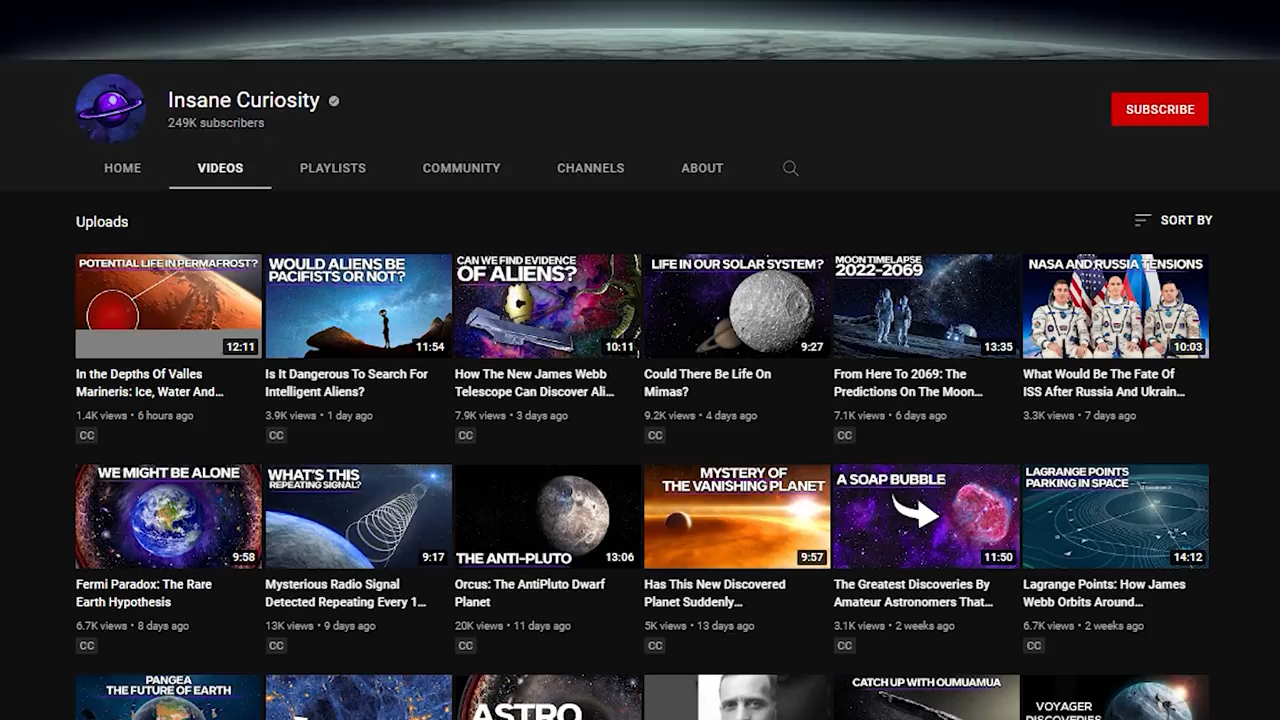 Insane Curiosity
249K subscribers
SUBSCRIBE
HOME VIDEOS PLAYLISTS COMMUNITY CHANNELS ABOUT
Uploads
SORT BY
POTENTIAL LIFE IN PERMAFROST?
12:11
In the Depths Of Valles
Marineris: Ice, Water And...
1.4K views • 6 hours ago
CC
WOULD ALIENS BE
PACIFISTS OR NOT?
11:54
Is It Dangerous To Search For
Intelligent Aliens?
3.9K views • 1 day ago
CC
CAN WE FIND EVIDENCE
OF ALIENS?
10:11
How The New James Webb
Telescope Can Discover Ali...
7.9K views • 3 days ago
CC
LIFE IN OUR SOLAR SYSTEM?
9:27
Could There Be Life On
Mimas?
9.2K views • 4 days ago
CC
MOON TIMELAPSE
2022-2069
13:35
From Here To 2069: The
Predictions On The Moon...
7.1K views • 6 days ago
CC
NASA AND RUSSIA TENSIONS
10:03
What Would Be The Fate Of
ISS After Russia And Ukrain...
3.3K views • 7 days ago
WE MIGHT BE ALONE
9:58
Fermi Paradox: The Rare
Earth Hypothesis
6.7K views • 8 days ago
CC
WHAT'S THIS
REPEATING SIGNAL?
9:17
Mysterious Radio Signal
Detected Repeating Every 1...
13K views • 9 days ago
CC
THE ANTI-PLUTO
13:06
Orcus: The AntiPluto Dwarf
Planet
20K views • 11 days ago
CC
MYSTERY OF
THE VANISHING PLANET
9:57
Has This New Discovered
Planet Suddenly...
5K views • 13 days ago
CC
A SOAP BUBBLE
11:50
The Greatest Discoveries By
Amateur Astronomers That...
3.1K views • 2 weeks ago
CC
LAGRANGE POINTS
PARKING IN SPACE
14:12
Lagrange Points: How James
Webb Orbits Around...
6.7K views • 2 weeks ago
CC
PANGEA
THE FUTURE OF EARTH
ASTRO
CATCH UP WITH OUMUAMUA
VOYAGER
DISCOVERIES